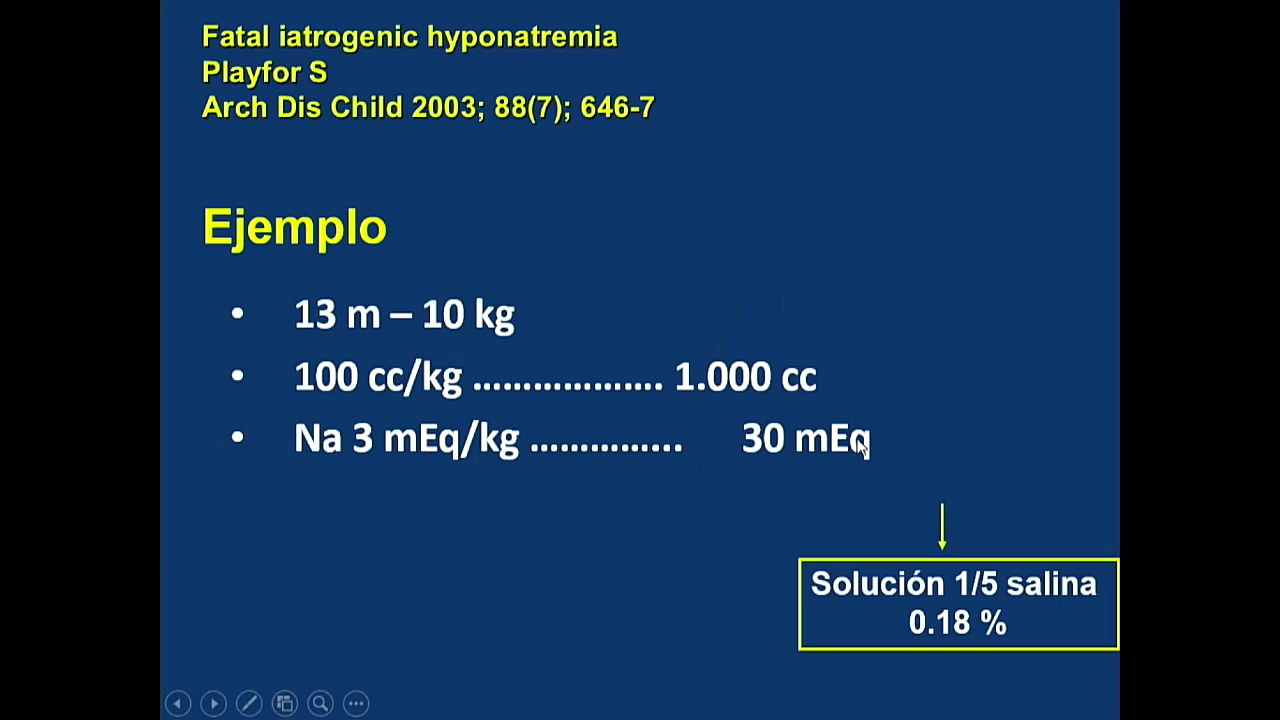 Fatal iatrogenic hyponatremia
Playfor S
Arch Dis Child 2003; 88(7); 646-7
Ejemplo
• 13 m – 10 kg
• 100 cc/kg ................... 1.000 cc
• Na 3 mEq/kg ............... 30 mEq
Solución 1/5 salina
0.18 %